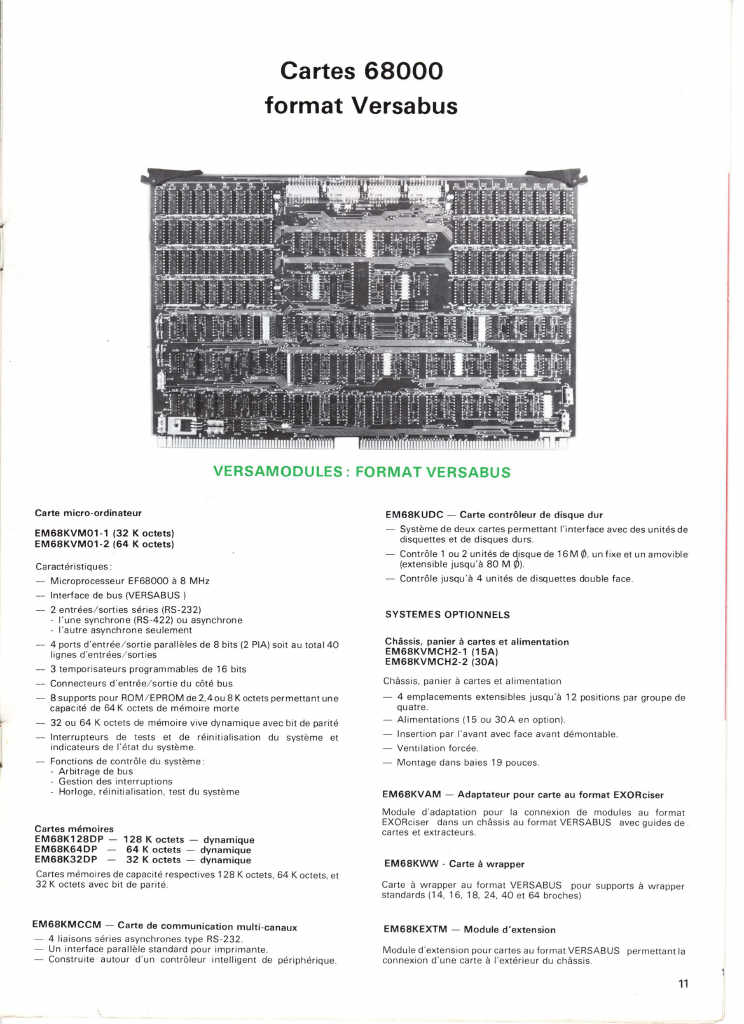 Cartes 68000
format Versabus
VERSAMODULES : FORMAT VERSABUS
Carte micro-ordinateur
EM68KVM01-1 (32 K octets)
EM68KVM01-2 (64 K octets)
Caractéristiques :
— Microprocesseur EF68000 à 8 MHz
— Interface de bus (VERSABUS )
— 2 entrées/sorties séries (RS-232)
- l'une synchrone (RS-422) ou asynchrone
- l'autre asynchrone seulement
— 4 ports d'entrée/sortie parallèles de 8 bits (2 PIA) soit au total 40
lignes d'entrées/sorties
— 3 temporisateurs programmables de 16 bits
— Connecteurs d'entrée/sortie du côté bus
— 8 supports pour ROM/EPROM de 2,4 ou 8 K octets permettant une
capacité de 64 K octets de mémoire morte
— 32 ou 64 K octets de mémoire vive dynamique avec bit de parité
— Interrupteurs de tests et de réinitialisation du système et
indicateurs de l'état du système.
— Fonctions de contrôle du système :
- Arbitrage de bus
- Gestion des interruptions
- Horloge, réinitialisation, test du système
Cartes mémoires
EM68K128DP — 128 K octets — dynamique
EM68K64DP — 64 K octets — dynamique
EM68K32DP — 32 K octets — dynamique
Cartes mémoires de capacité respectives 128 K octets, 64 K octets, et
32 K octets avec bit de parité.
EM68KMCCM — Carte de communication multi-canaux
— 4 liaisons séries asynchrones type RS-232.
— Un interface parallèle standard pour imprimante.
— Construite autour d'un contrôleur intelligent de périphérique.
EM68KUDC — Carte contrôleur de disque dur
— Système de deux cartes permettant l'interface avec des unités de
disquettes et de disques durs.
— Contrôle 1 ou 2 unités de disque de 16 M ∅, un fixe et un amovible
(extensible jusqu'à 80 M ∅).
— Contrôle jusqu'à 4 unités de disquettes double face.
SYSTEMES OPTIONNELS
Châssis, panier à cartes et alimentation
EM68KVMCH2-1 (15A)
EM68KVMCH2-2 (30A)
Châssis, panier à cartes et alimentation
— 4 emplacements extensibles jusqu'à 12 positions par groupe de
quatre.
— Alimentations (15 ou 30 A en option).
— Insertion par l'avant avec face avant démontable.
— Ventilation forcée.
— Montage dans baies 19 pouces.
EM68KVAM — Adaptateur pour carte au format EXORciser
Module d'adaptation pour la connexion de modules au format
EXORciser dans un châssis au format VERSABUS avec guides de
cartes et extracteurs.
EM68KWW - Carte à wrapper
Carte à wrapper au format VERSABUS pour supports à wrapper
standards (14, 16, 18, 24, 40 et 64 broches)
EM68KEXTM — Module d'extension
Module d'extension pour cartes au format VERSABUS permettant la
connexion d'une carte à l'extérieur du châssis.
11